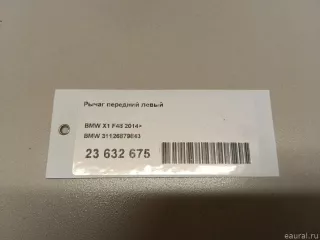 Рычаг передний левый
BMW X1 F48 2014>
BMW 31126879843
23 632 675
eaural.ru